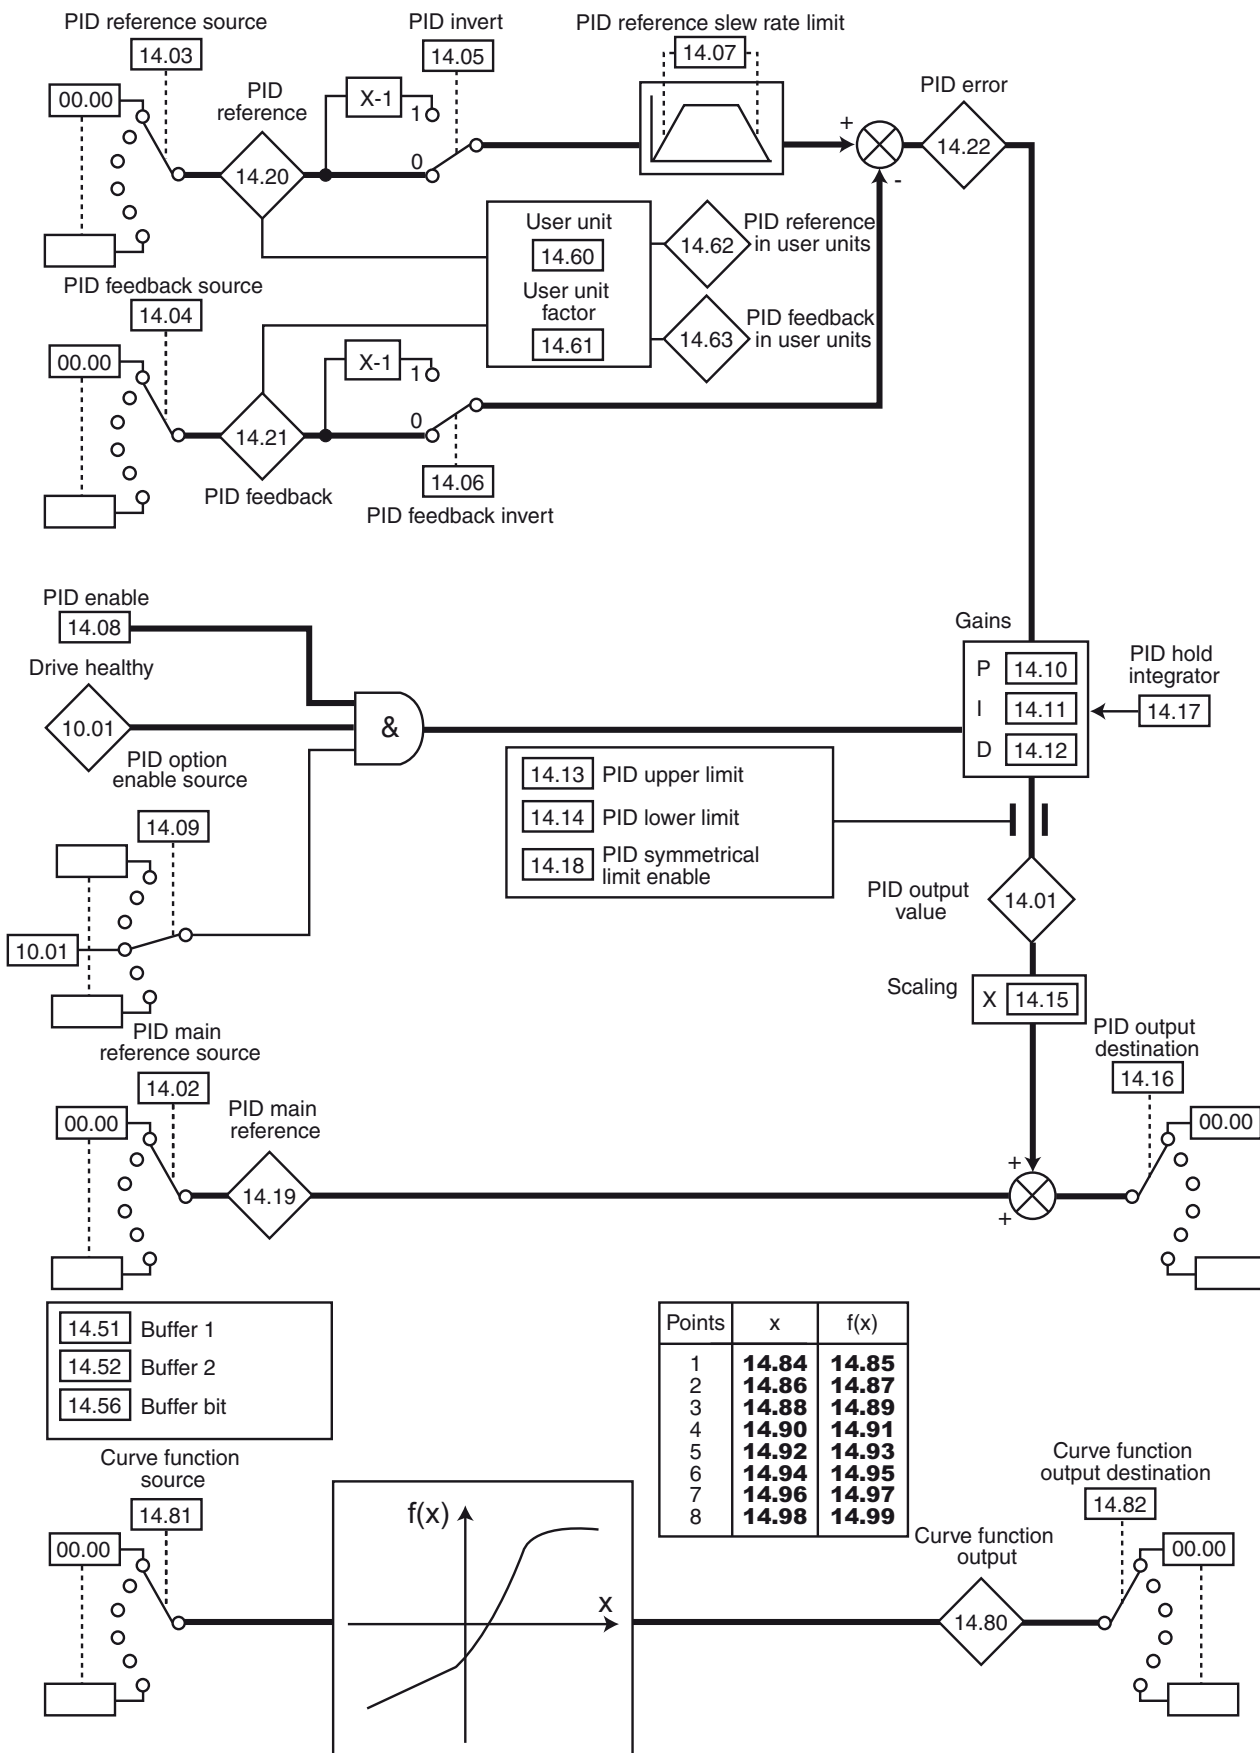 PID reference source
14.03
00.00
PID
reference
14.20
X-1
1
0
PID invert
14.05
PID reference slew rate limit
14.07
+
-
PID error
14.22
User unit
14.60
User unit
factor
14.61
14.62
PID reference
in user units
14.63
PID feedback
in user units
PID feedback source
14.04
00.00
14.21
PID feedback
X-1
1
0
14.06
PID feedback invert
PID enable
14.08
Drive healthy
10.01
PID option
enable source
14.09
10.01
&
Gains
P 14.10
I 14.11
D 14.12
PID hold
integrator
14.17
14.13 PID upper limit
14.14 PID lower limit
14.18 PID symmetrical
limit enable
PID output
value
14.01
Scaling
X 14.15
PID main
reference source
14.02
00.00
PID main
reference
14.19
+
+
PID output
destination
14.16
00.00
14.51 Buffer 1
14.52 Buffer 2
14.56 Buffer bit
Points x f(x)
1 14.84 14.85
2 14.86 14.87
3 14.88 14.89
4 14.90 14.91
5 14.92 14.93
6 14.94 14.95
7 14.96 14.97
8 14.98 14.99
Curve function
source
14.81
00.00
f(x)
x
Curve function
output
14.80
Curve function
output destination
14.82
00.00